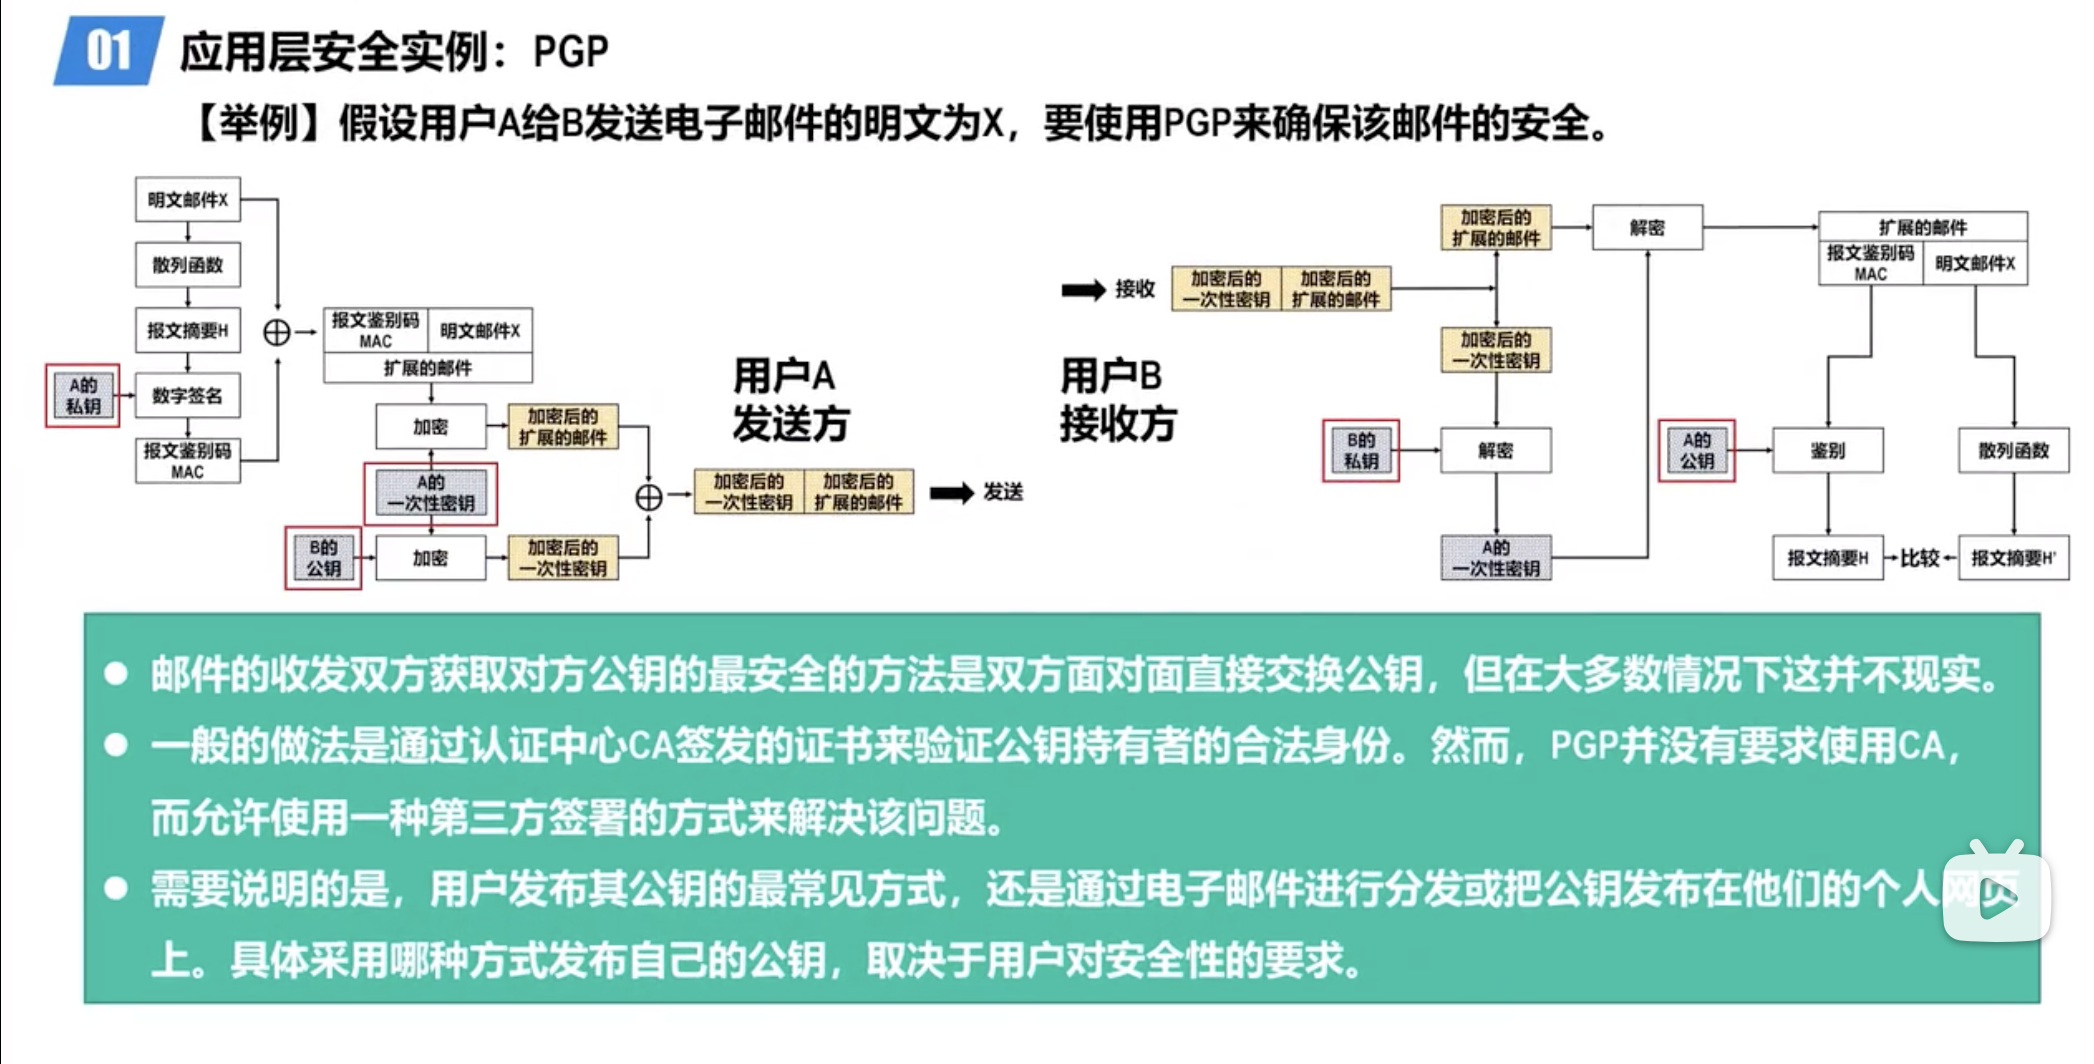 01
应用层安全实例：PGP
【举例】假设用户A给B发送电子邮件的明文为X，要使用PGP来确保该邮件的安全。
明文邮件X
散列函数
报文摘要H
A的
私钥
数字签名
报文鉴别码
MAC
报文鉴别码
MAC
明文邮件X
扩展的邮件
加密
加密后的
扩展的邮件
A的
一次性密钥
B的
公钥
加密
加密后的
一次性密钥
加密后的
一次性密钥
加密后的
扩展的邮件
发送
用户A
发送方
用户B
接收方
接收
加密后的
一次性密钥
加密后的
扩展的邮件
加密后的
扩展的邮件
解密
扩展的邮件
报文鉴别码
MAC
明文邮件X
加密后的
一次性密钥
B的
私钥
解密
A的
一次性密钥
A的
公钥
鉴别
散列函数
报文摘要H
比较
报文摘要H'
● 邮件的收发双方获取对方公钥的最安全的方法是双方面对面直接交换公钥，但在大多数情况下这并不现实。
● 一般的做法是通过认证中心CA签发的证书来验证公钥持有者的合法身份。然而，PGP并没有要求使用CA，
而允许使用一种第三方签署的方式来解决该问题。
● 需要说明的是，用户发布其公钥的最常见方式，还是通过电子邮件进行分发或把公钥发布在他们的个人网页
上。具体采用哪种方式发布自己的公钥，取决于用户对安全性的要求。